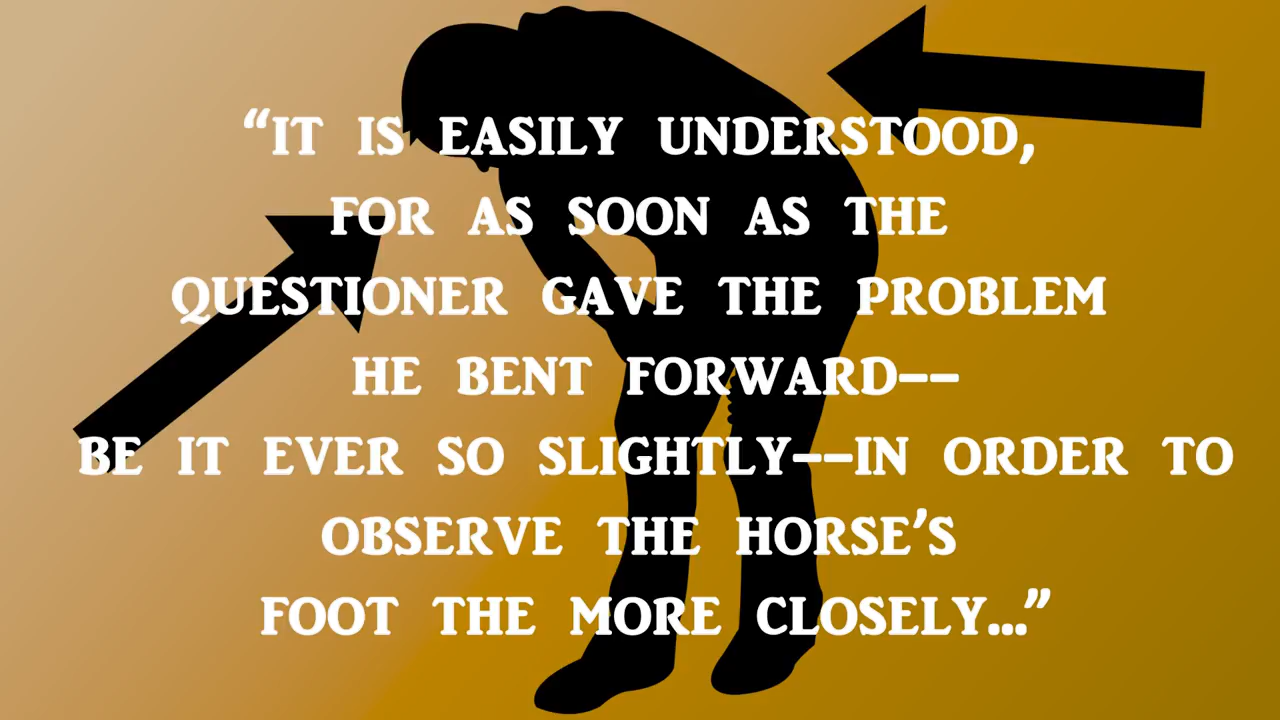 “IT IS EASILY UNDERSTOOD,
FOR AS SOON AS THE
QUESTIONER GAVE THE PROBLEM
HE BENT FORWARD--
BE IT EVER SO SLIGHTLY--IN ORDER TO
OBSERVE THE HORSE’S
FOOT THE MORE CLOSELY...”